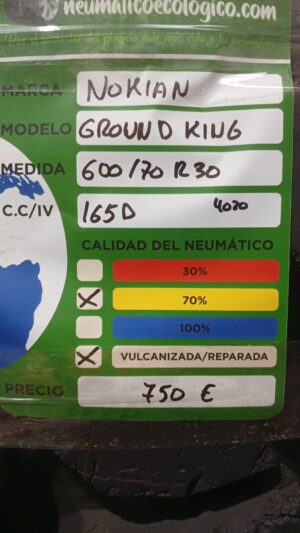 neumaticoecologico.com
MARCA NOKIAN
MODELO GROUND KING
MEDIDA 600/70 R30
C.C/IV 165D 4020
CALIDAD DEL NEUMÁTICO
30%
X 70%
100%
X VULCANIZADA/REPARADA
PRECIO 750 €